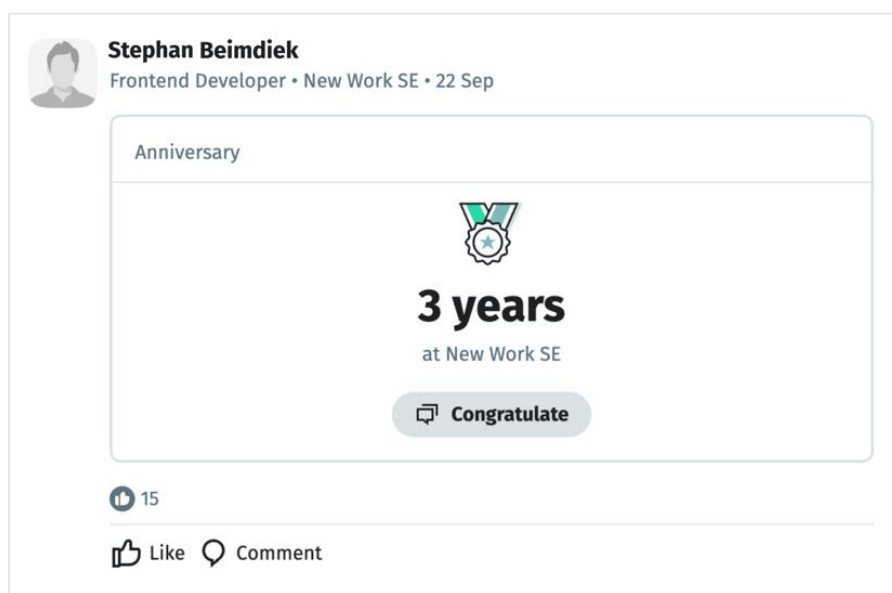 Stephan Beimdiek
Frontend Developer • New Work SE • 22 Sep
Anniversary
3 years
at New Work SE
Congratulate
15
Like Comment